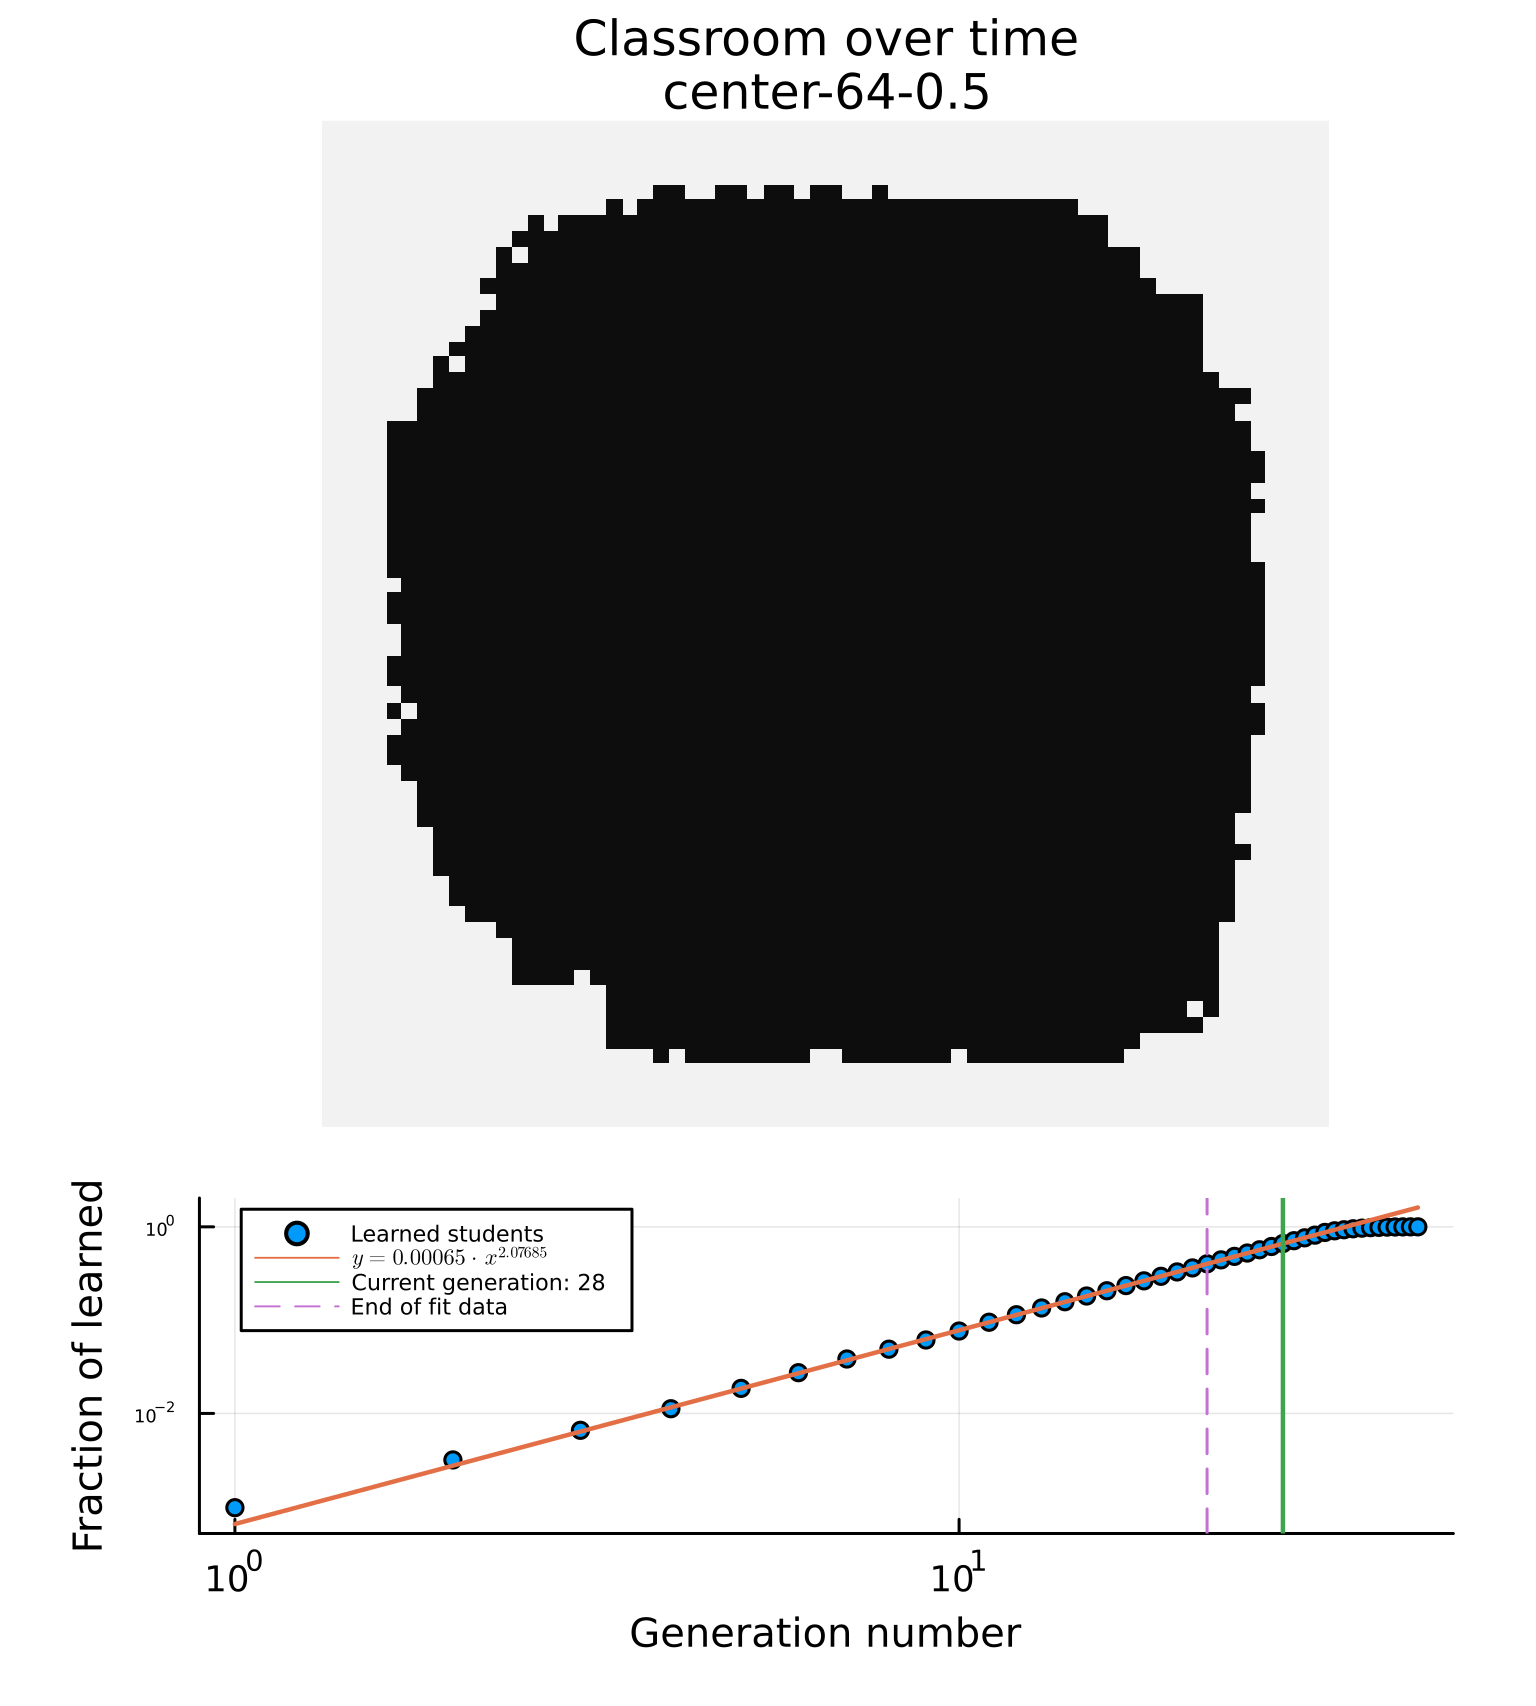 Classroom over time
center-64-0.5
Fraction of learned
10^0
10^−2
Learned students
y = 0.00065 · x^2.07685
Current generation: 28
End of fit data
10^0
10^1
Generation number